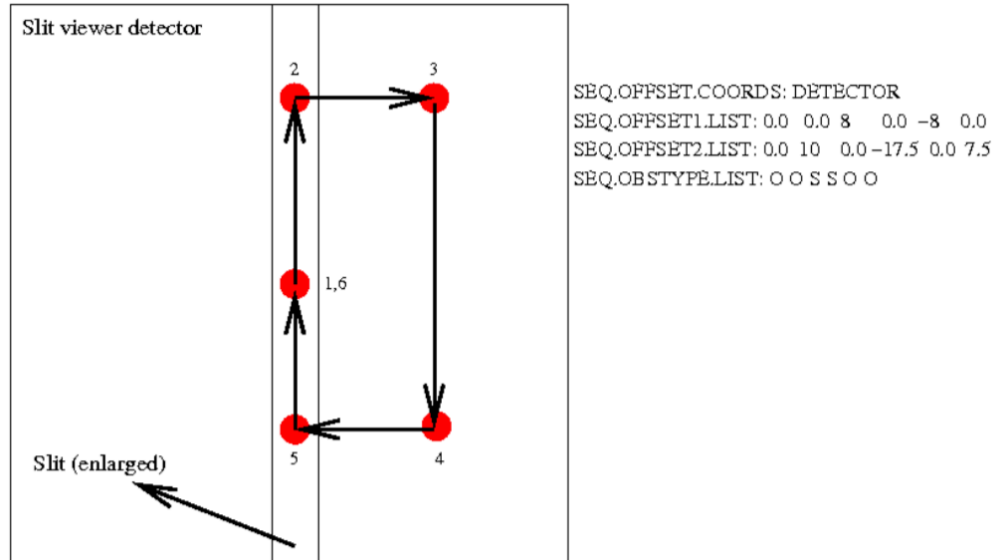 Slit viewer detector
2
3
SEQ.OFFSET.COORDS: DETECTOR
SEQ.OFFSET1.LIST: 0.0 0.0 8 0.0 −8 0.0
SEQ.OFFSET2.LIST: 0.0 10 0.0 −17.5 0.0 7.5
SEQ.OBSTYPE.LIST: O O S S O O
1,6
5
4
Slit (enlarged)